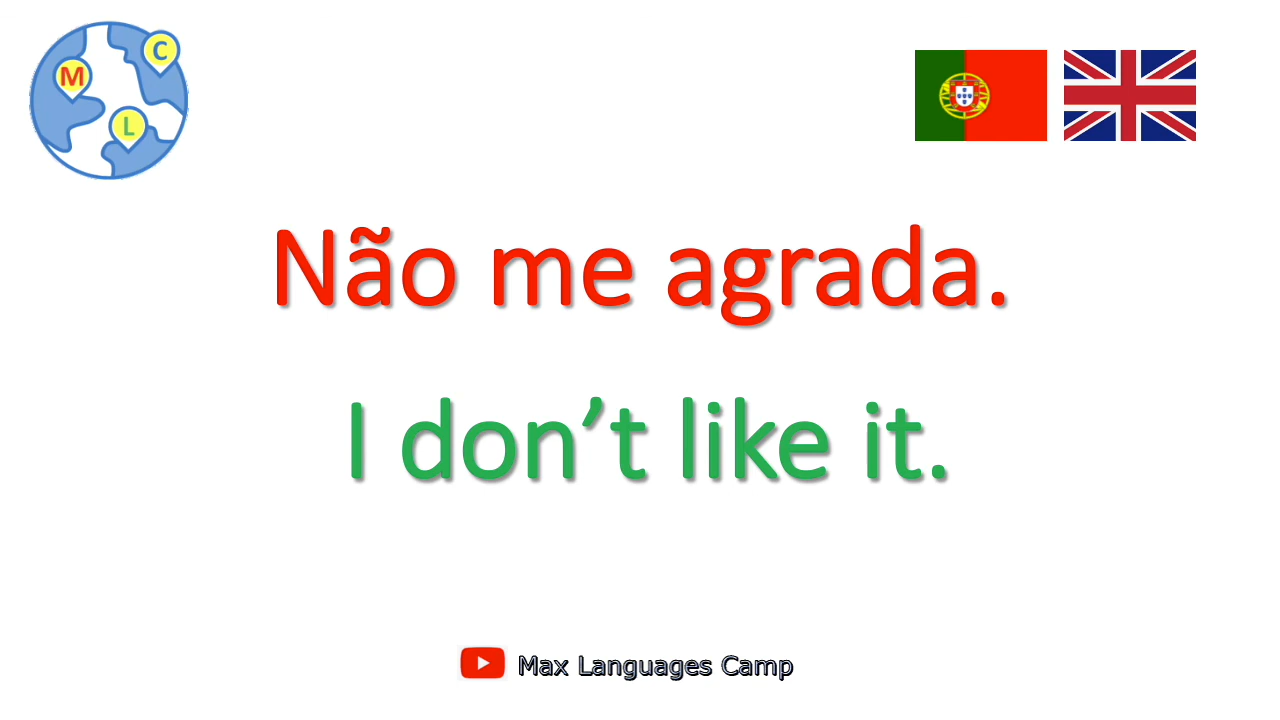 M
C
L
Não me agrada.
I don’t like it.
Max Languages Camp